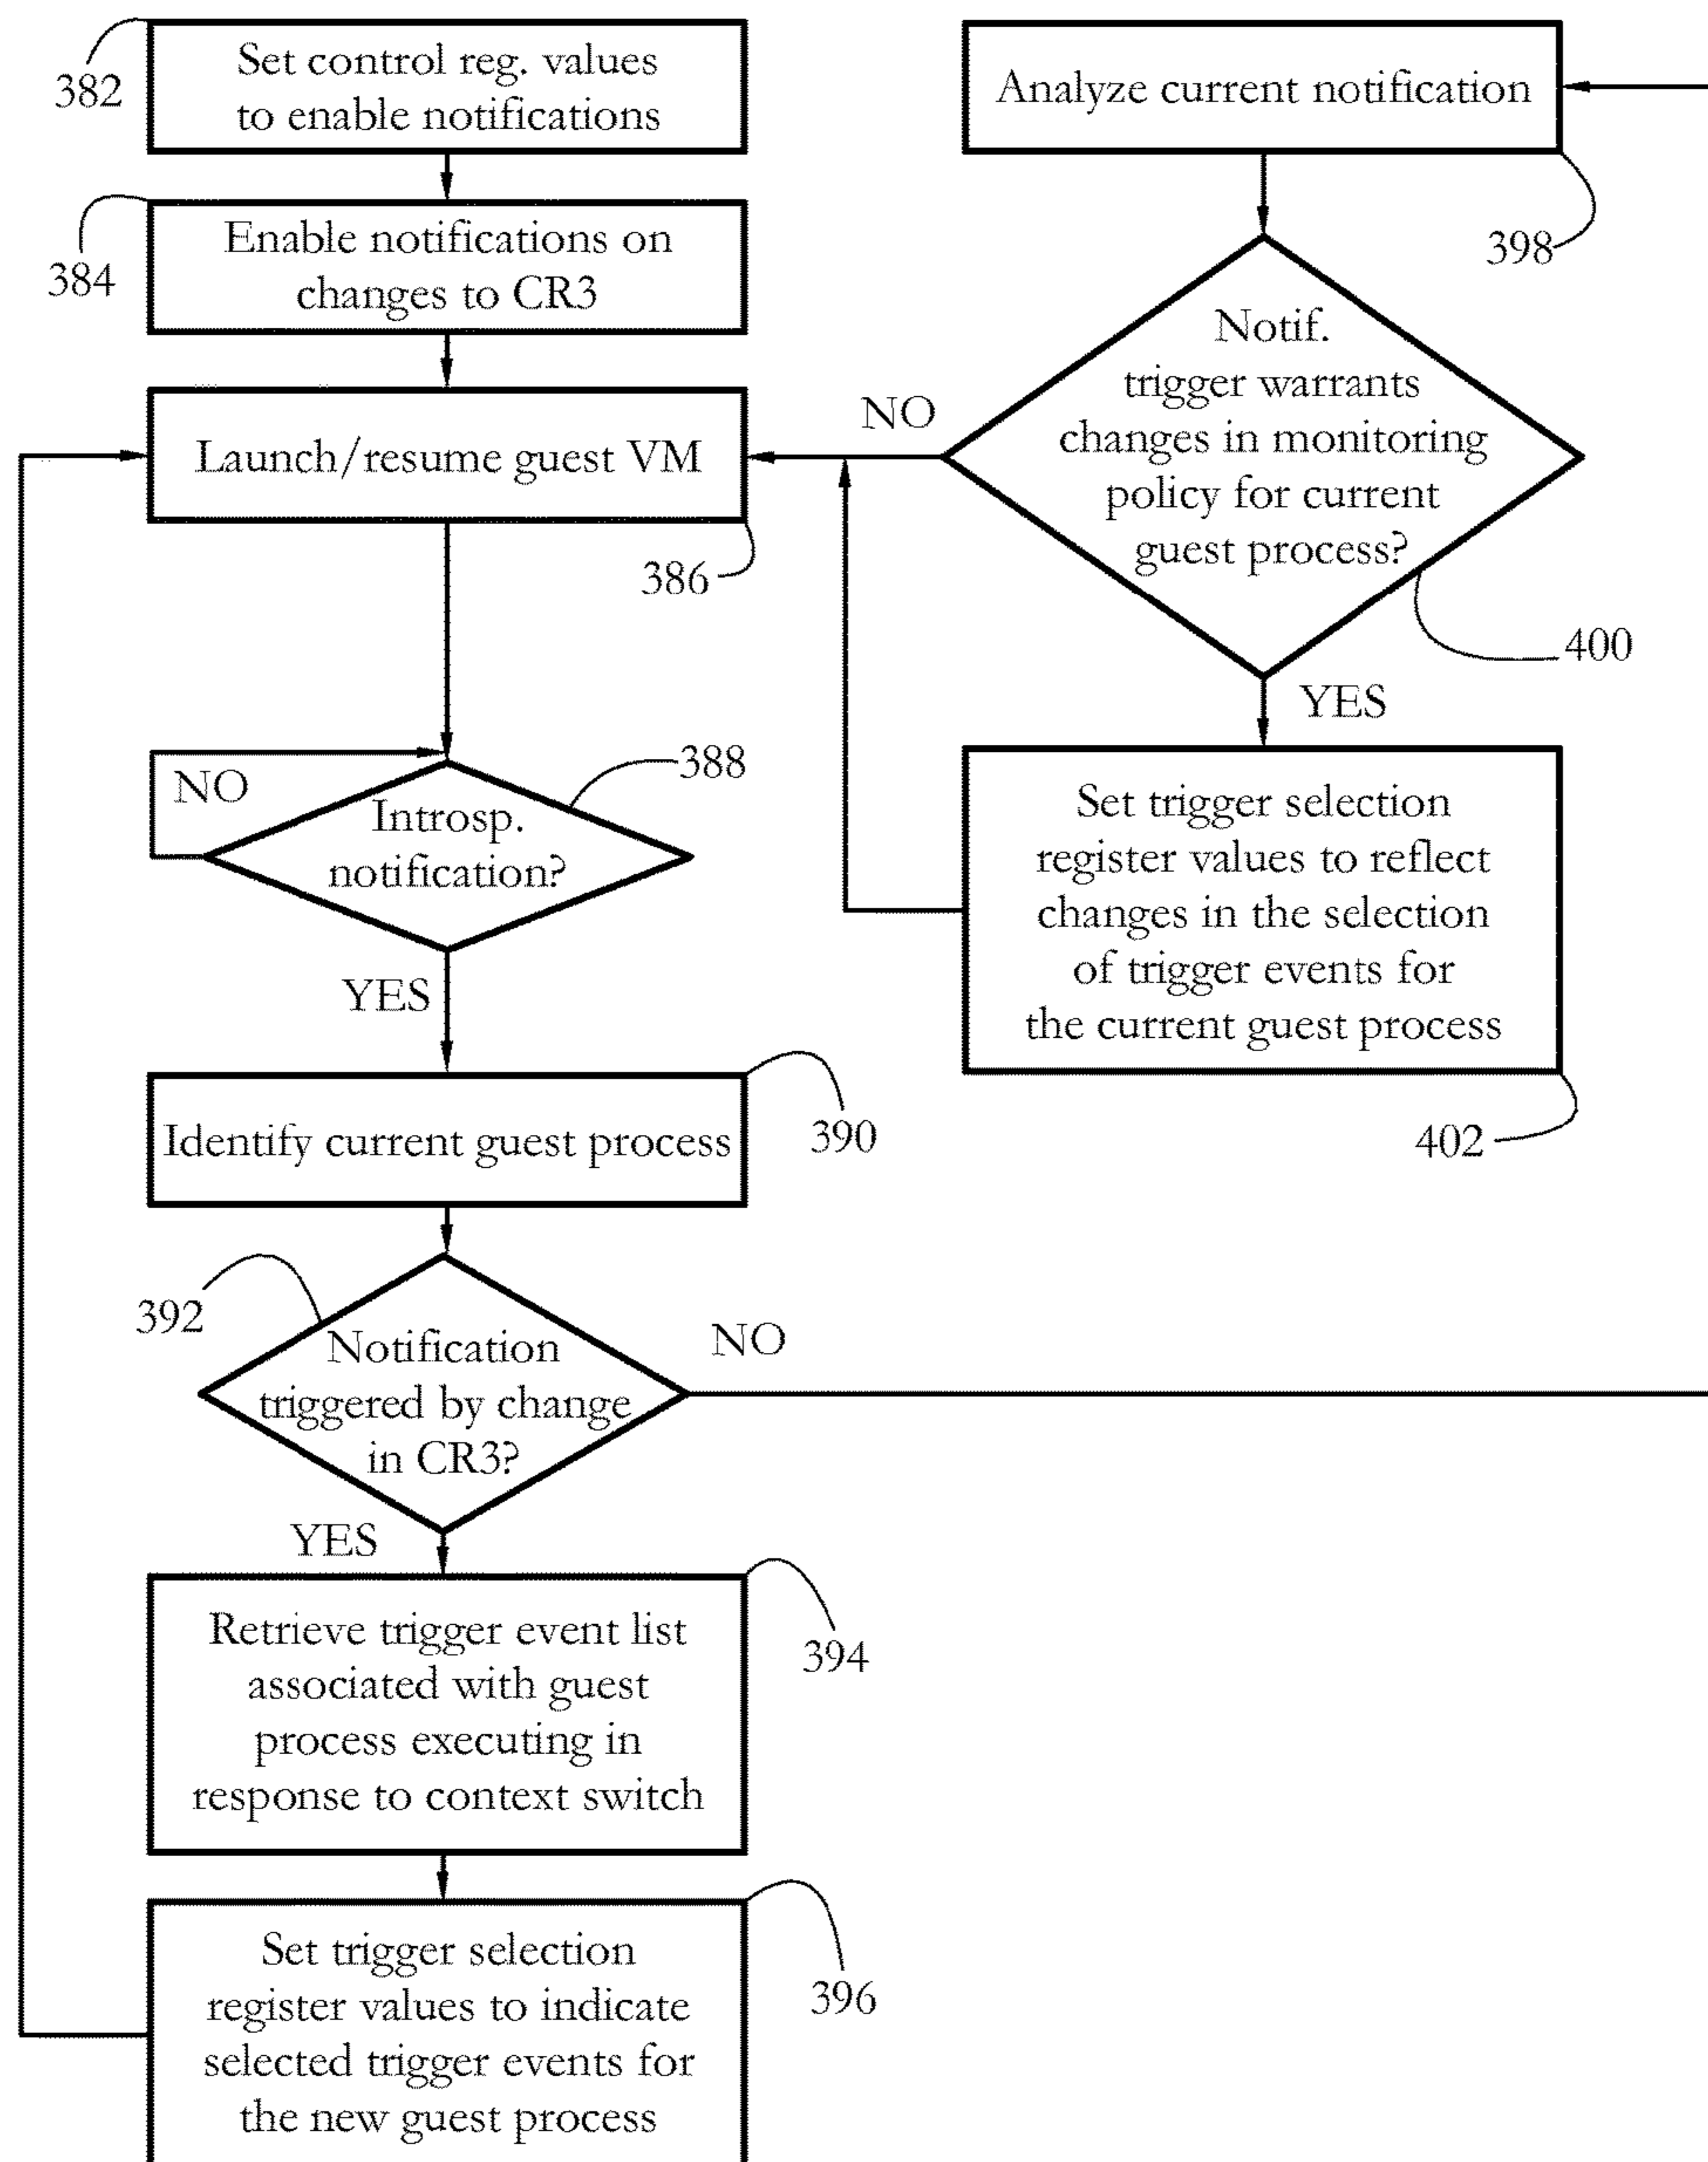 382
Set control reg. values
to enable notifications
384
Enable notifications on
changes to CR3
Launch/resume guest VM
386
NO
Introsp.
notification?
388
YES
Identify current guest process
390
392
Notification
triggered by change
in CR3?
NO
YES
Retrieve trigger event list
associated with guest
process executing in
response to context switch
394
Set trigger selection
register values to indicate
selected trigger events for
the new guest process
396
Analyze current notification
398
Notif.
trigger warrants
changes in monitoring
policy for current
guest process?
NO
400
YES
Set trigger selection
register values to reflect
changes in the selection
of trigger events for
the current guest process
402